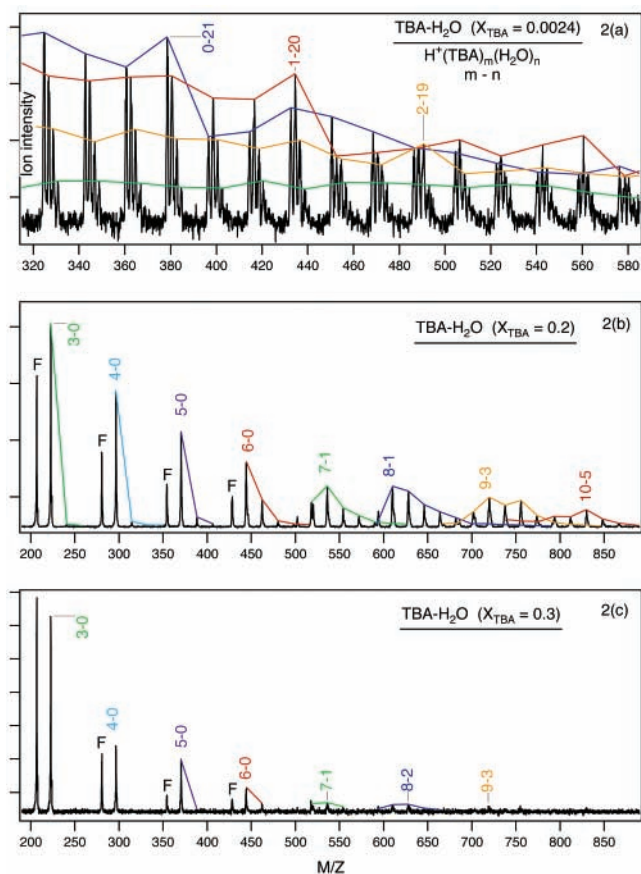 TBA-H2O (XTBA = 0.0024) 2(a)
H+(TBA)m(H2O)n
m - n
0-21
1-20
2-19
Ion intensity
320 340 360 380 400 420 440 460 480 500 520 540 560 580
TBA-H2O (XTBA = 0.2) 2(b)
F 3-0
F 4-0
F 5-0
F 6-0
7-1
8-1
9-3
10-5
200 250 300 350 400 450 500 550 600 650 700 750 800 850
TBA-H2O (XTBA = 0.3) 2(c)
3-0
F 4-0
F 5-0
F 6-0
7-1
8-2
9-3
200 250 300 350 400 450 500 550 600 650 700 750 800 850
M/Z